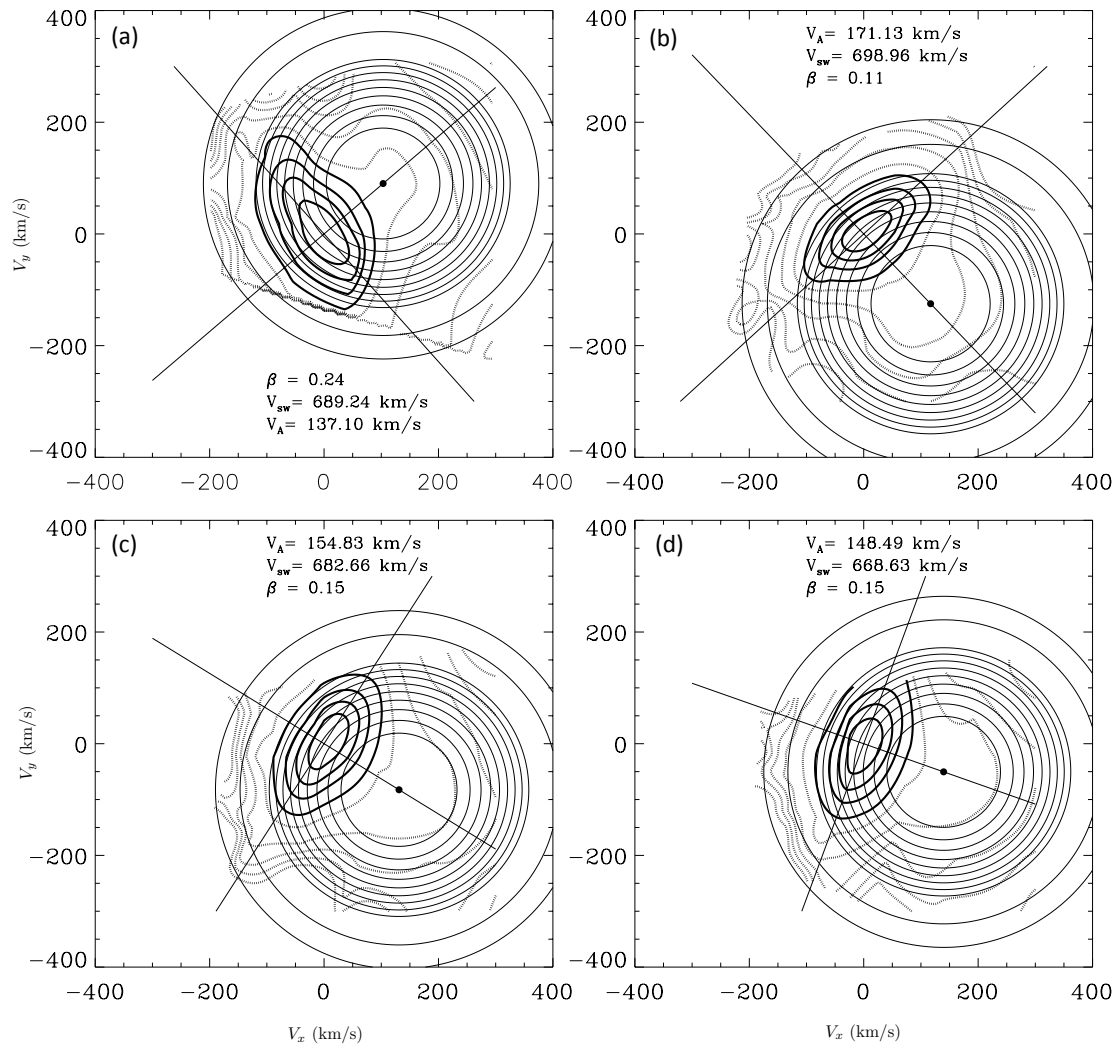 (a)
400
200
0
−200
−400
V_y (km/s)
β = 0.24
V_sw= 689.24 km/s
V_A= 137.10 km/s
−400 −200 0 200 400
(b)
V_A= 171.13 km/s
V_sw= 698.96 km/s
β = 0.11
400
200
0
−200
−400
−400 −200 0 200 400
(c)
V_A= 154.83 km/s
V_sw= 682.66 km/s
β = 0.15
400
200
0
−200
−400
V_y (km/s)
−400 −200 0 200 400
V_x (km/s)
(d)
V_A= 148.49 km/s
V_sw= 668.63 km/s
β = 0.15
400
200
0
−200
−400
−400 −200 0 200 400
V_x (km/s)